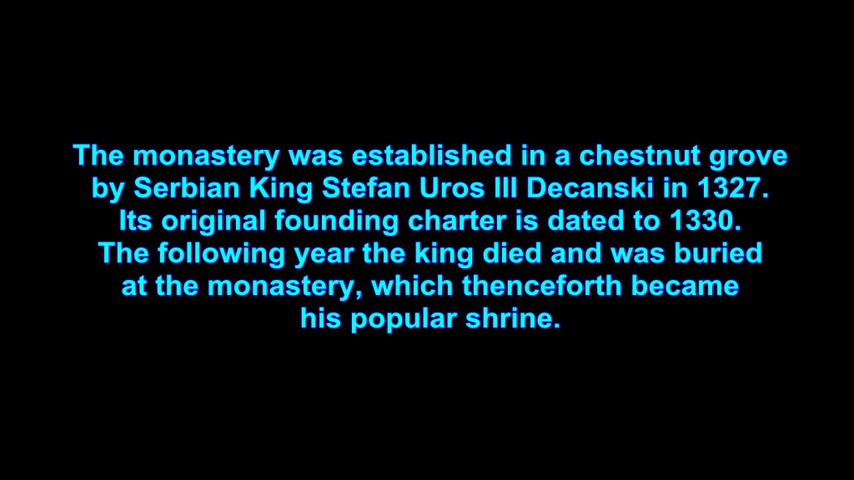 The monastery was established in a chestnut grove
by Serbian King Stefan Uros III Decanski in 1327.
Its original founding charter is dated to 1330.
The following year the king died and was buried
at the monastery, which thenceforth became
his popular shrine.